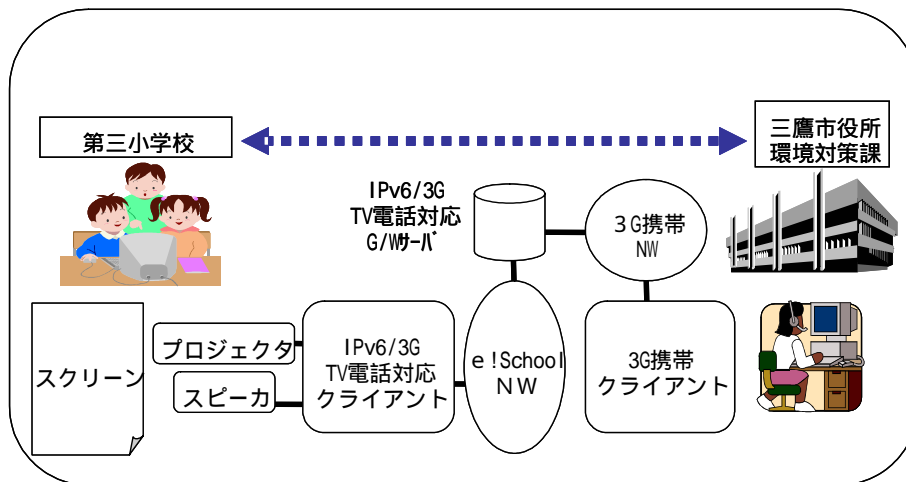 第三小学校
三鷹市役所
環境対策課
IPv6/3G
TV電話対応
G/Wサーバ
3G携帯
NW
スクリーン
プロジェクタ
スピーカ
IPv6/3G
TV電話対応
クライアント
e!School
NW
3G携帯
クライアント